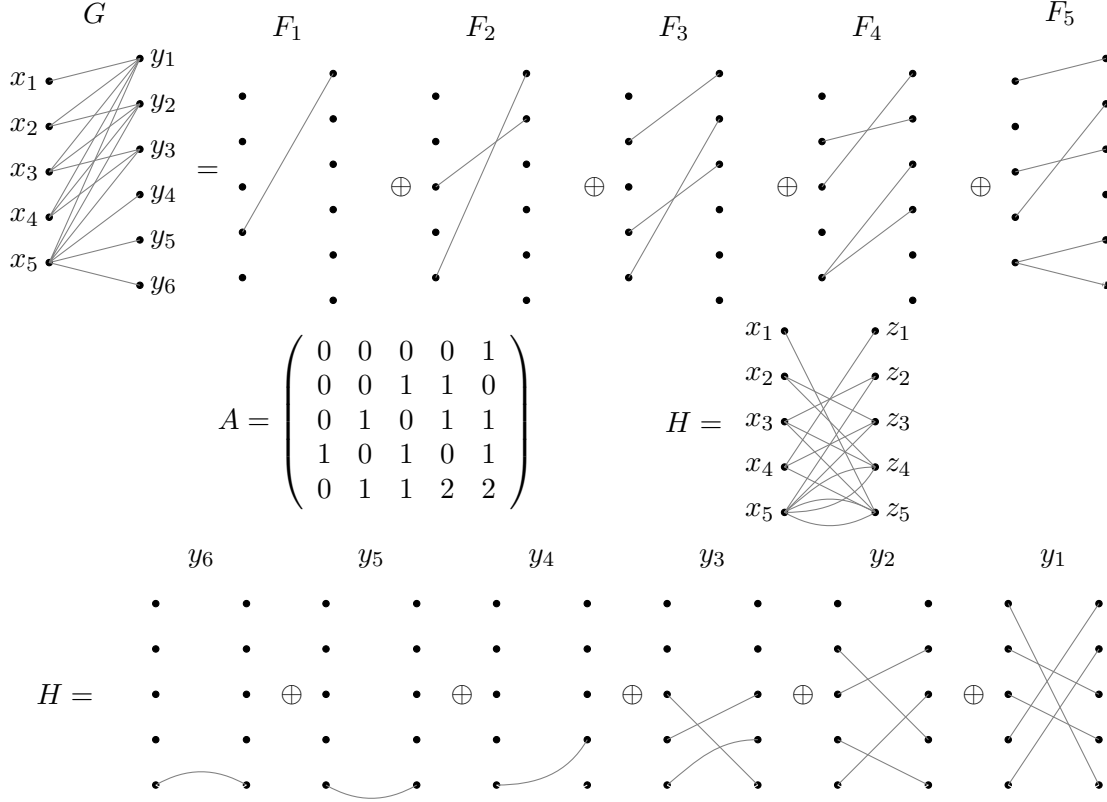 G F₁ F₂ F₃ F₄ F₅
x₁ y₁
x₂ y₂
x₃ y₃
x₄ y₄
x₅ y₅
y₆
= ⊕ ⊕ ⊕ ⊕
A = ( 0 0 0 0 1
0 0 1 1 0
0 1 0 1 1
1 0 1 0 1
0 1 1 2 2 )
H =
x₁ z₁
x₂ z₂
x₃ z₃
x₄ z₄
x₅ z₅
y₆ y₅ y₄ y₃ y₂ y₁
H = ⊕ ⊕ ⊕ ⊕ ⊕